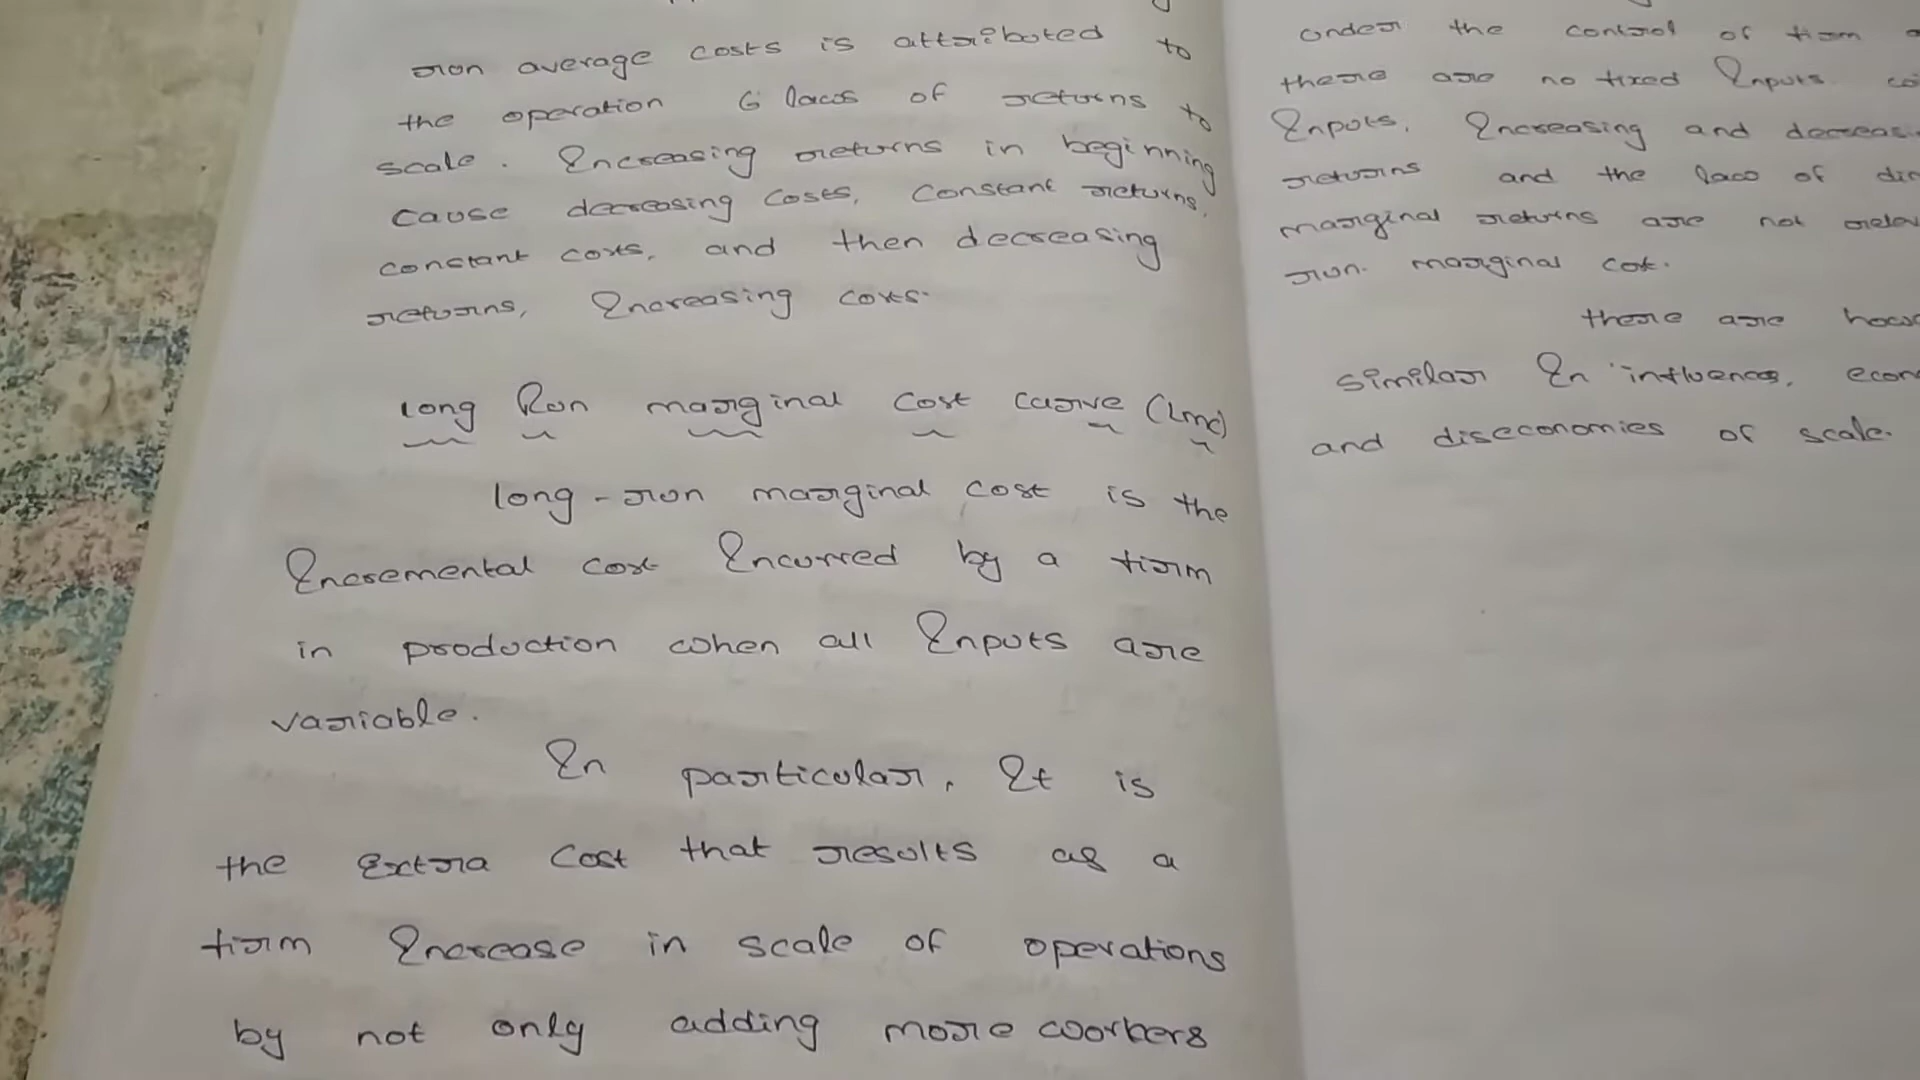 run average costs is attributed to
the operation G laws of returns to
scale. Increasing returns in beginning
cause decreasing costs, constant returns,
constant costs, and then decreasing
returns, Increasing costs.
long Run marginal cost curve (Lmc)
long-run marginal cost is the
Incremental cost Incurred by a firm
in production when all Inputs are
variable.
In particular, It is
the Extra Cost that results as a
firm Increase in scale of operations
by not only adding more workers
under the control of firm
there are no fixed Inputs
Inputs, Increasing and
returns and the law of
marginal returns are not
run. marginal cost.
there are
similar In influence,
and diseconomies of scale.